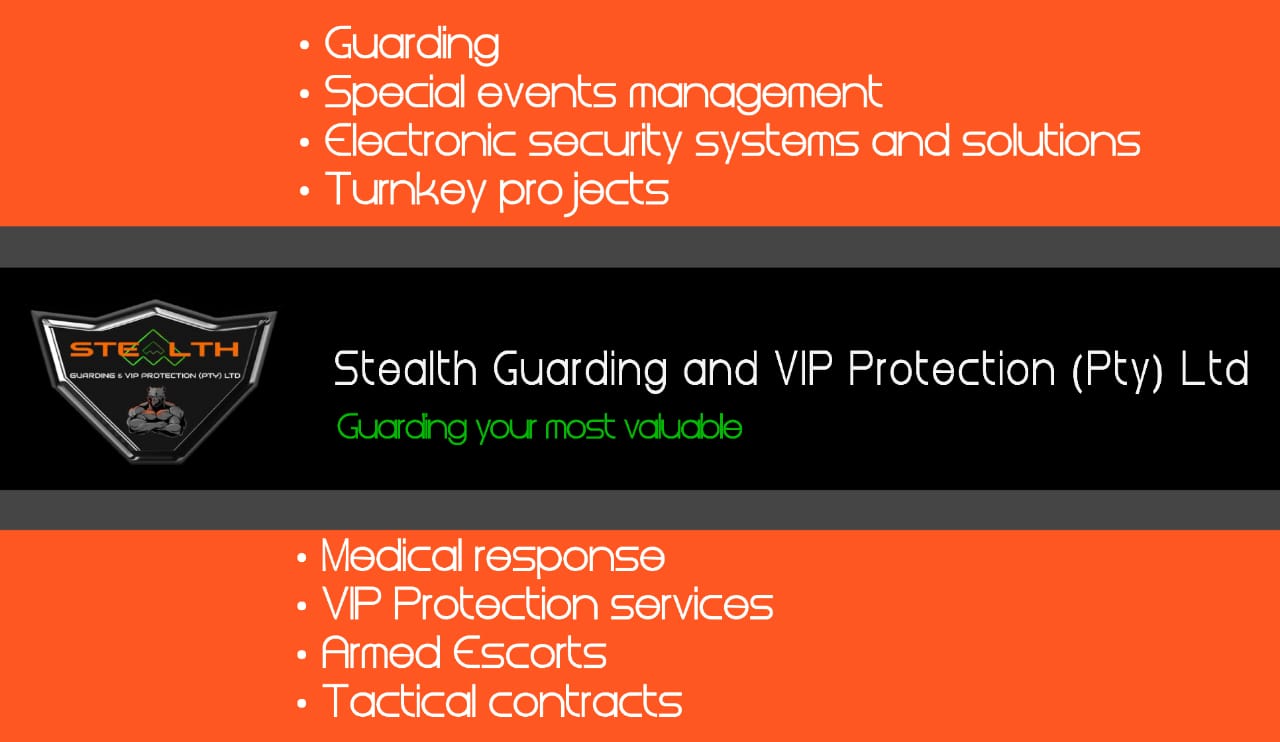 • Guarding
• Special events management
• Electronic security systems and solutions
• Turnkey projects
STEALTH
GUARDING & VIP PROTECTION (PTY) LTD
Stealth Guarding and VIP Protection (Pty) Ltd
Guarding your most valuable
• Medical response
• VIP Protection services
• Armed Escorts
• Tactical contracts